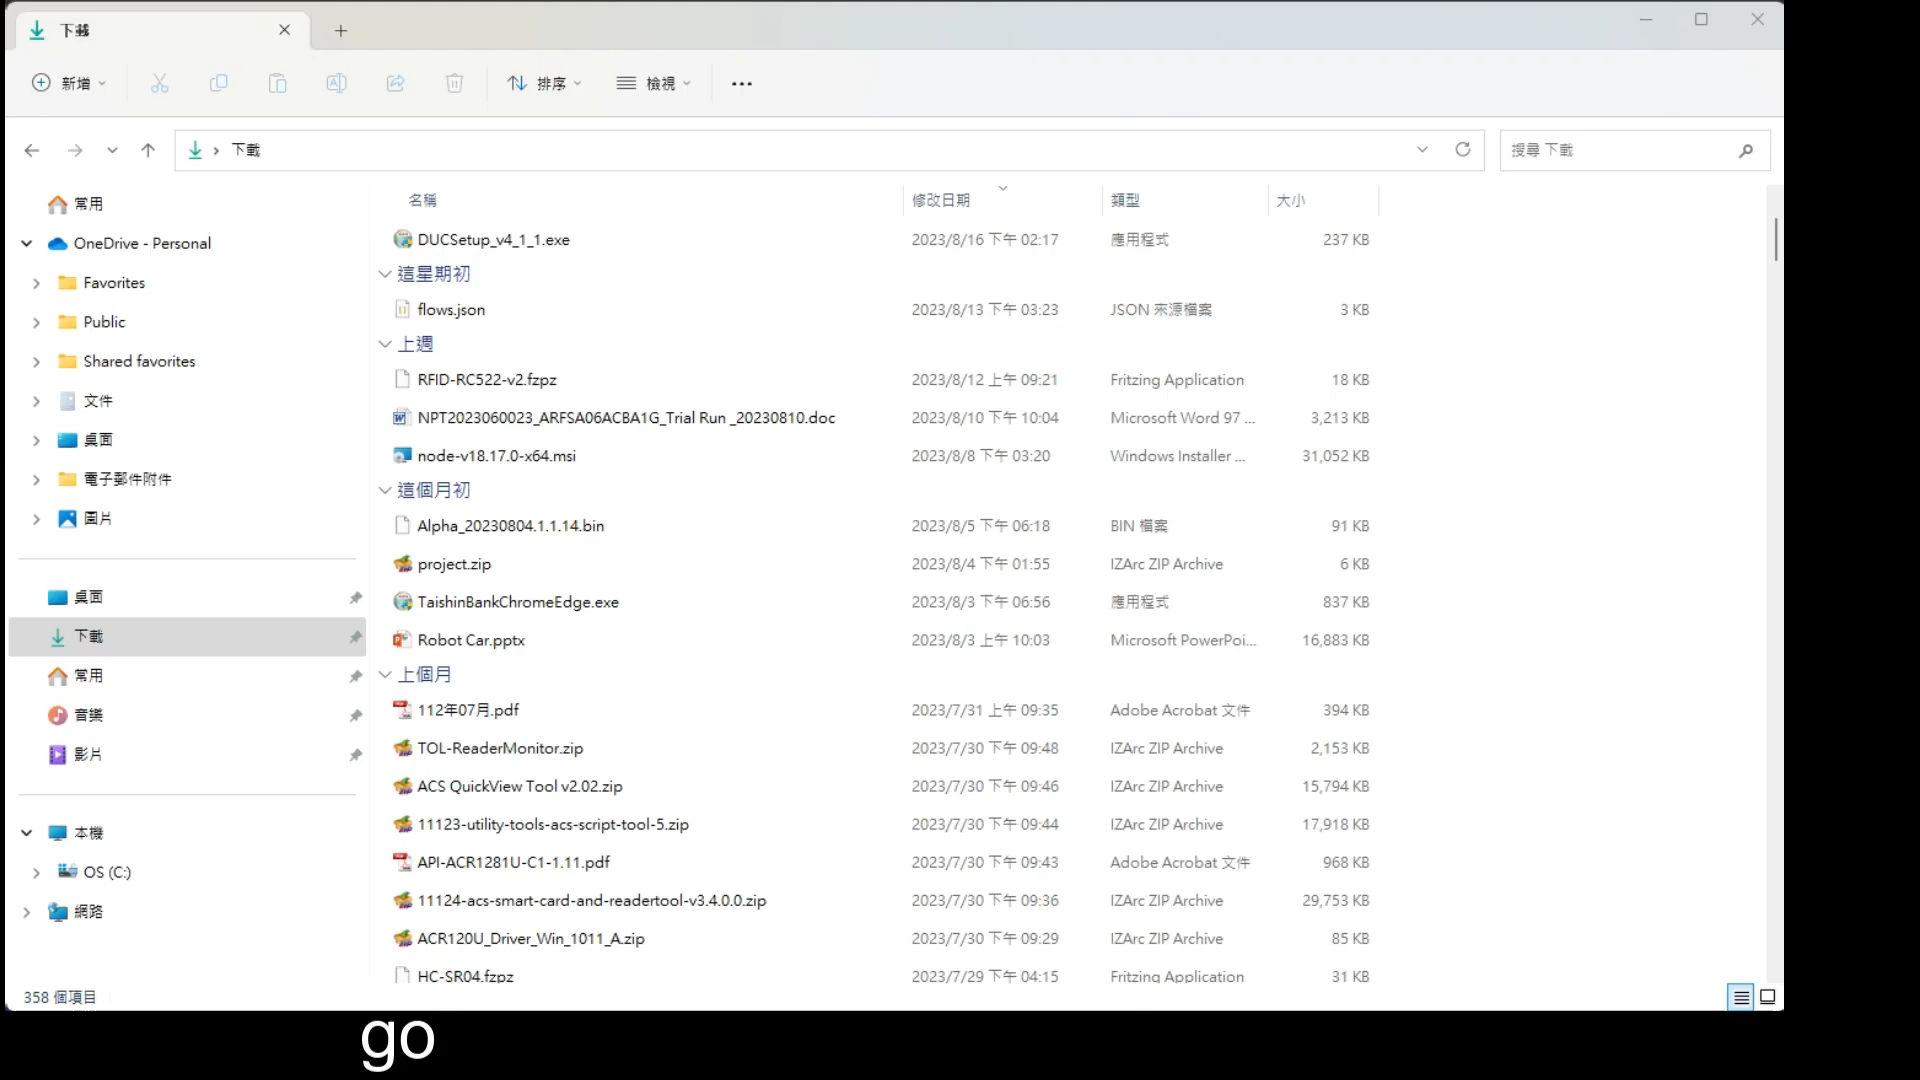 下載
新增
排序
檢視
下載
搜尋 下載
常用
OneDrive - Personal
Favorites
Public
Shared favorites
文件
桌面
電子郵件附件
圖片
桌面
下載
常用
音樂
影片
本機
OS (C:)
網路
名稱 修改日期 類型 大小
DUCSetup_v4_1_1.exe 2023/8/16 下午 02:17 應用程式 237 KB
這星期初
flows.json 2023/8/13 下午 03:23 JSON 來源檔案 3 KB
上週
RFID-RC522-v2.fzpz 2023/8/12 上午 09:21 Fritzing Application 18 KB
NPT2023060023_ARFSA06ACBA1G_Trial Run _20230810.doc 2023/8/10 下午 10:04 Microsoft Word 97 ... 3,213 KB
node-v18.17.0-x64.msi 2023/8/8 下午 03:20 Windows Installer ... 31,052 KB
這個月初
Alpha_20230804.1.1.14.bin 2023/8/5 下午 06:18 BIN 檔案 91 KB
project.zip 2023/8/4 下午 01:55 IZArc ZIP Archive 6 KB
TaishinBankChromeEdge.exe 2023/8/3 下午 06:56 應用程式 837 KB
Robot Car.pptx 2023/8/3 上午 10:03 Microsoft PowerPoi... 16,883 KB
上個月
112年07月.pdf 2023/7/31 上午 09:35 Adobe Acrobat 文件 394 KB
TOL-ReaderMonitor.zip 2023/7/30 下午 09:48 IZArc ZIP Archive 2,153 KB
ACS QuickView Tool v2.02.zip 2023/7/30 下午 09:46 IZArc ZIP Archive 15,794 KB
11123-utility-tools-acs-script-tool-5.zip 2023/7/30 下午 09:44 IZArc ZIP Archive 17,918 KB
API-ACR1281U-C1-1.11.pdf 2023/7/30 下午 09:43 Adobe Acrobat 文件 968 KB
11124-acs-smart-card-and-readertool-v3.4.0.0.zip 2023/7/30 下午 09:36 IZArc ZIP Archive 29,753 KB
ACR120U_Driver_Win_1011_A.zip 2023/7/30 下午 09:29 IZArc ZIP Archive 85 KB
HC-SR04.fzpz 2023/7/29 下午 04:15 Fritzing Application 31 KB
358 個項目
go